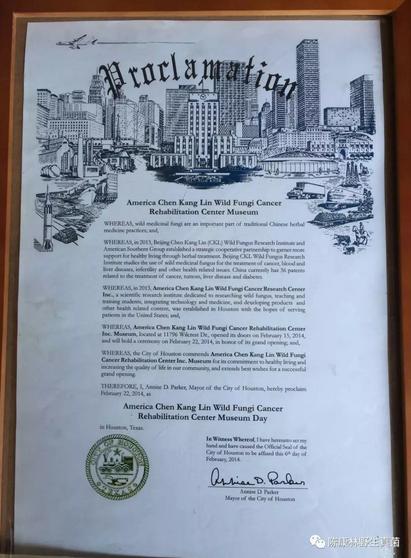 Proclamation
America Chen Kang Lin Wild Fungi Cancer
Rehabilitation Center Museum
WHEREAS, wild medicinal fungi are an important part of traditional Chinese herbal
medicine practices; and,
WHEREAS, in 2013, Beijing Chen Kang Lin (CKL) Wild Fungus Research Institute and
American Southern Group established a strategic cooperative partnership to garner more
support for healthy living through herbal treatment. Beijing CKL Wild Fungus Research
Institute studies the use of wild medicinal fungus for the treatment of cancer, blood and
liver diseases, infertility and other health related issues. China currently has 36 patents
related to the treatment of cancer, tumors, liver disease and diabetes.
WHEREAS, in 2013, America Chen Kang Lin Wild Fungi Cancer Research Center
Inc., a scientific research institute dedicated to researching wild fungus, teaching and
training students, integrating technology and medicine, and developing products and
other health related content, was established in Houston with the hopes of serving
patients in the United States; and,
WHEREAS, America Chen Kang Lin Wild Fungi Cancer Rehabilitation Center
Inc. Museum, located at 11796 Wilcrest Dr., opened its doors on February 15, 2014,
and will hold a ceremony on February 22, 2014, in honor of its grand opening; and,
WHEREAS, the City of Houston commends America Chen Kang Lin Wild Fungi
Cancer Rehabilitation Center Inc. Museum for its commitment to healthy living and
increasing the quality of life in our community, and extends best wishes for a successful
grand opening.
THEREFORE, I, Annise D. Parker, Mayor of the City of Houston, hereby proclaim
February 22, 2014, as
America Chen Kang Lin Wild Fungi Cancer
Rehabilitation Center Museum Day
in Houston, Texas.
In Witness Whereof, I have hereunto set my
hand and have caused the Official Seal of the
City of Houston to be affixed this 6th day of
February, 2014.
Annise D. Parker
Annise D. Parker
Mayor of the City of Houston
陈康林野生真菌